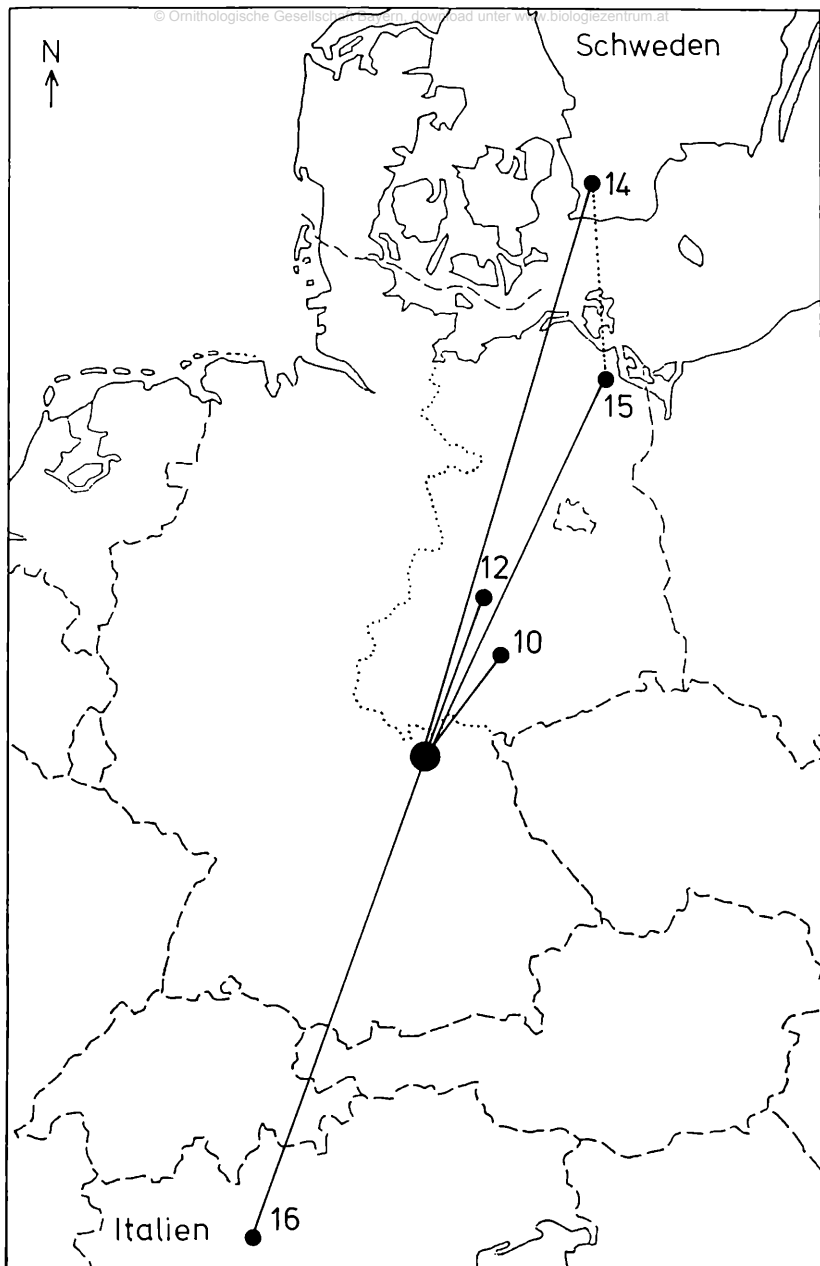 © Ornithologische Gesellschaft Bayern, download unter www.biologiezentrum.at
N
Schweden
14
15
12
10
Italien
16